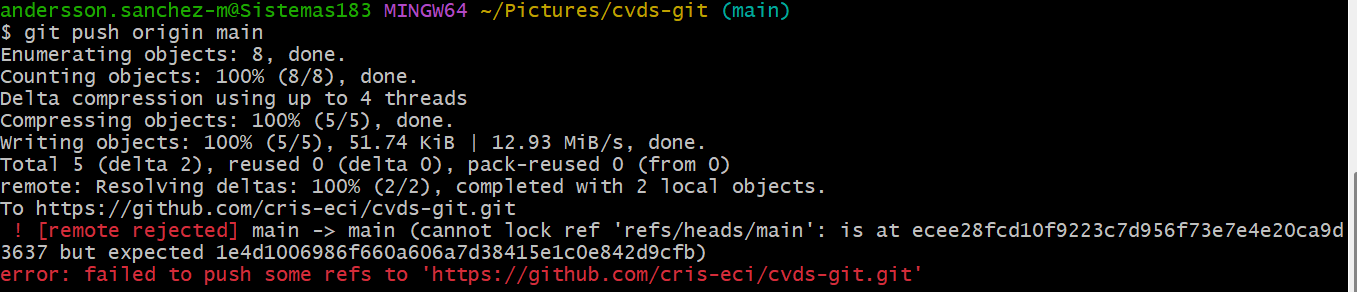 andersson.sanchez-m@Sistemas183 MINGW64 ~/Pictures/cvds-git (main)
$ git push origin main
Enumerating objects: 8, done.
Counting objects: 100% (8/8), done.
Delta compression using up to 4 threads
Compressing objects: 100% (5/5), done.
Writing objects: 100% (5/5), 51.74 KiB | 12.93 MiB/s, done.
Total 5 (delta 2), reused 0 (delta 0), pack-reused 0 (from 0)
remote: Resolving deltas: 100% (2/2), completed with 2 local objects.
To https://github.com/cris-eci/cvds-git.git
 ! [remote rejected] main -> main (cannot lock ref 'refs/heads/main': is at ecee28fcd10f9223c7d956f73e7e4e20ca9d
3637 but expected 1e4d1006986f660a606a7d38415e1c0e842d9cfb)
error: failed to push some refs to 'https://github.com/cris-eci/cvds-git.git'